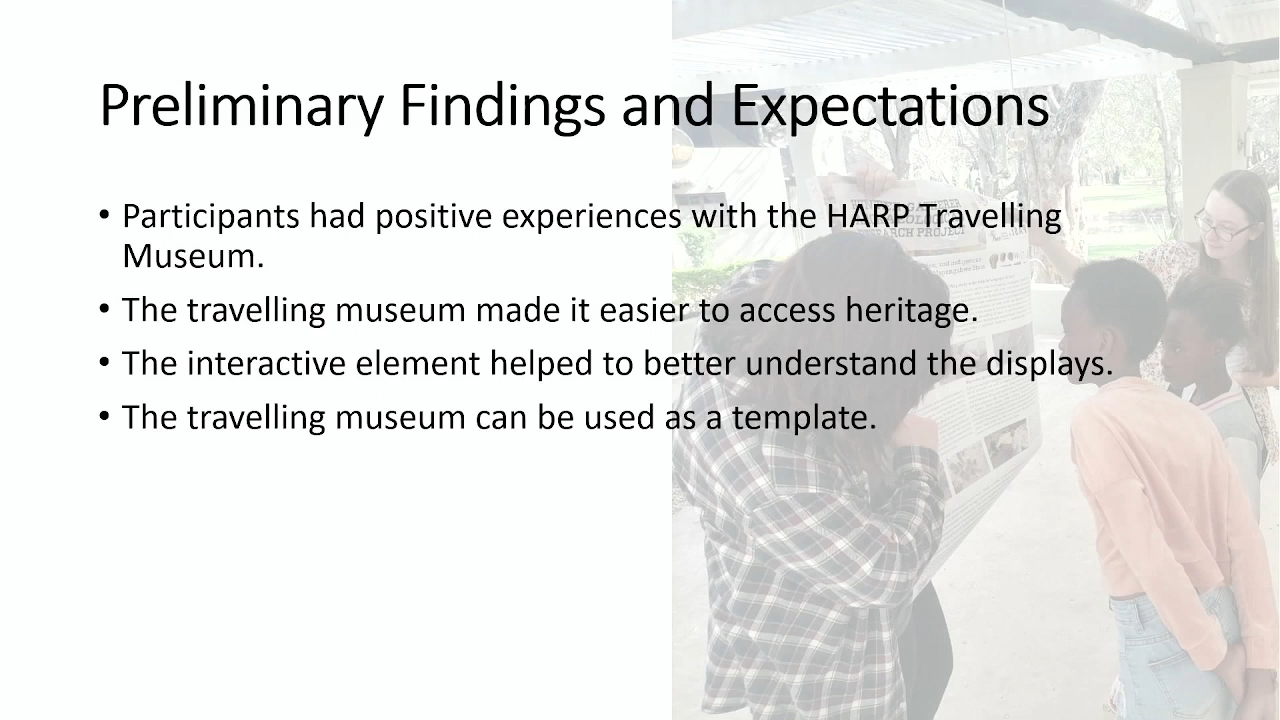 Preliminary Findings and Expectations
• Participants had positive experiences with the HARP Travelling
Museum.
• The travelling museum made it easier to access heritage.
• The interactive element helped to better understand the displays.
• The travelling museum can be used as a template.
RESEARCH PROJECT